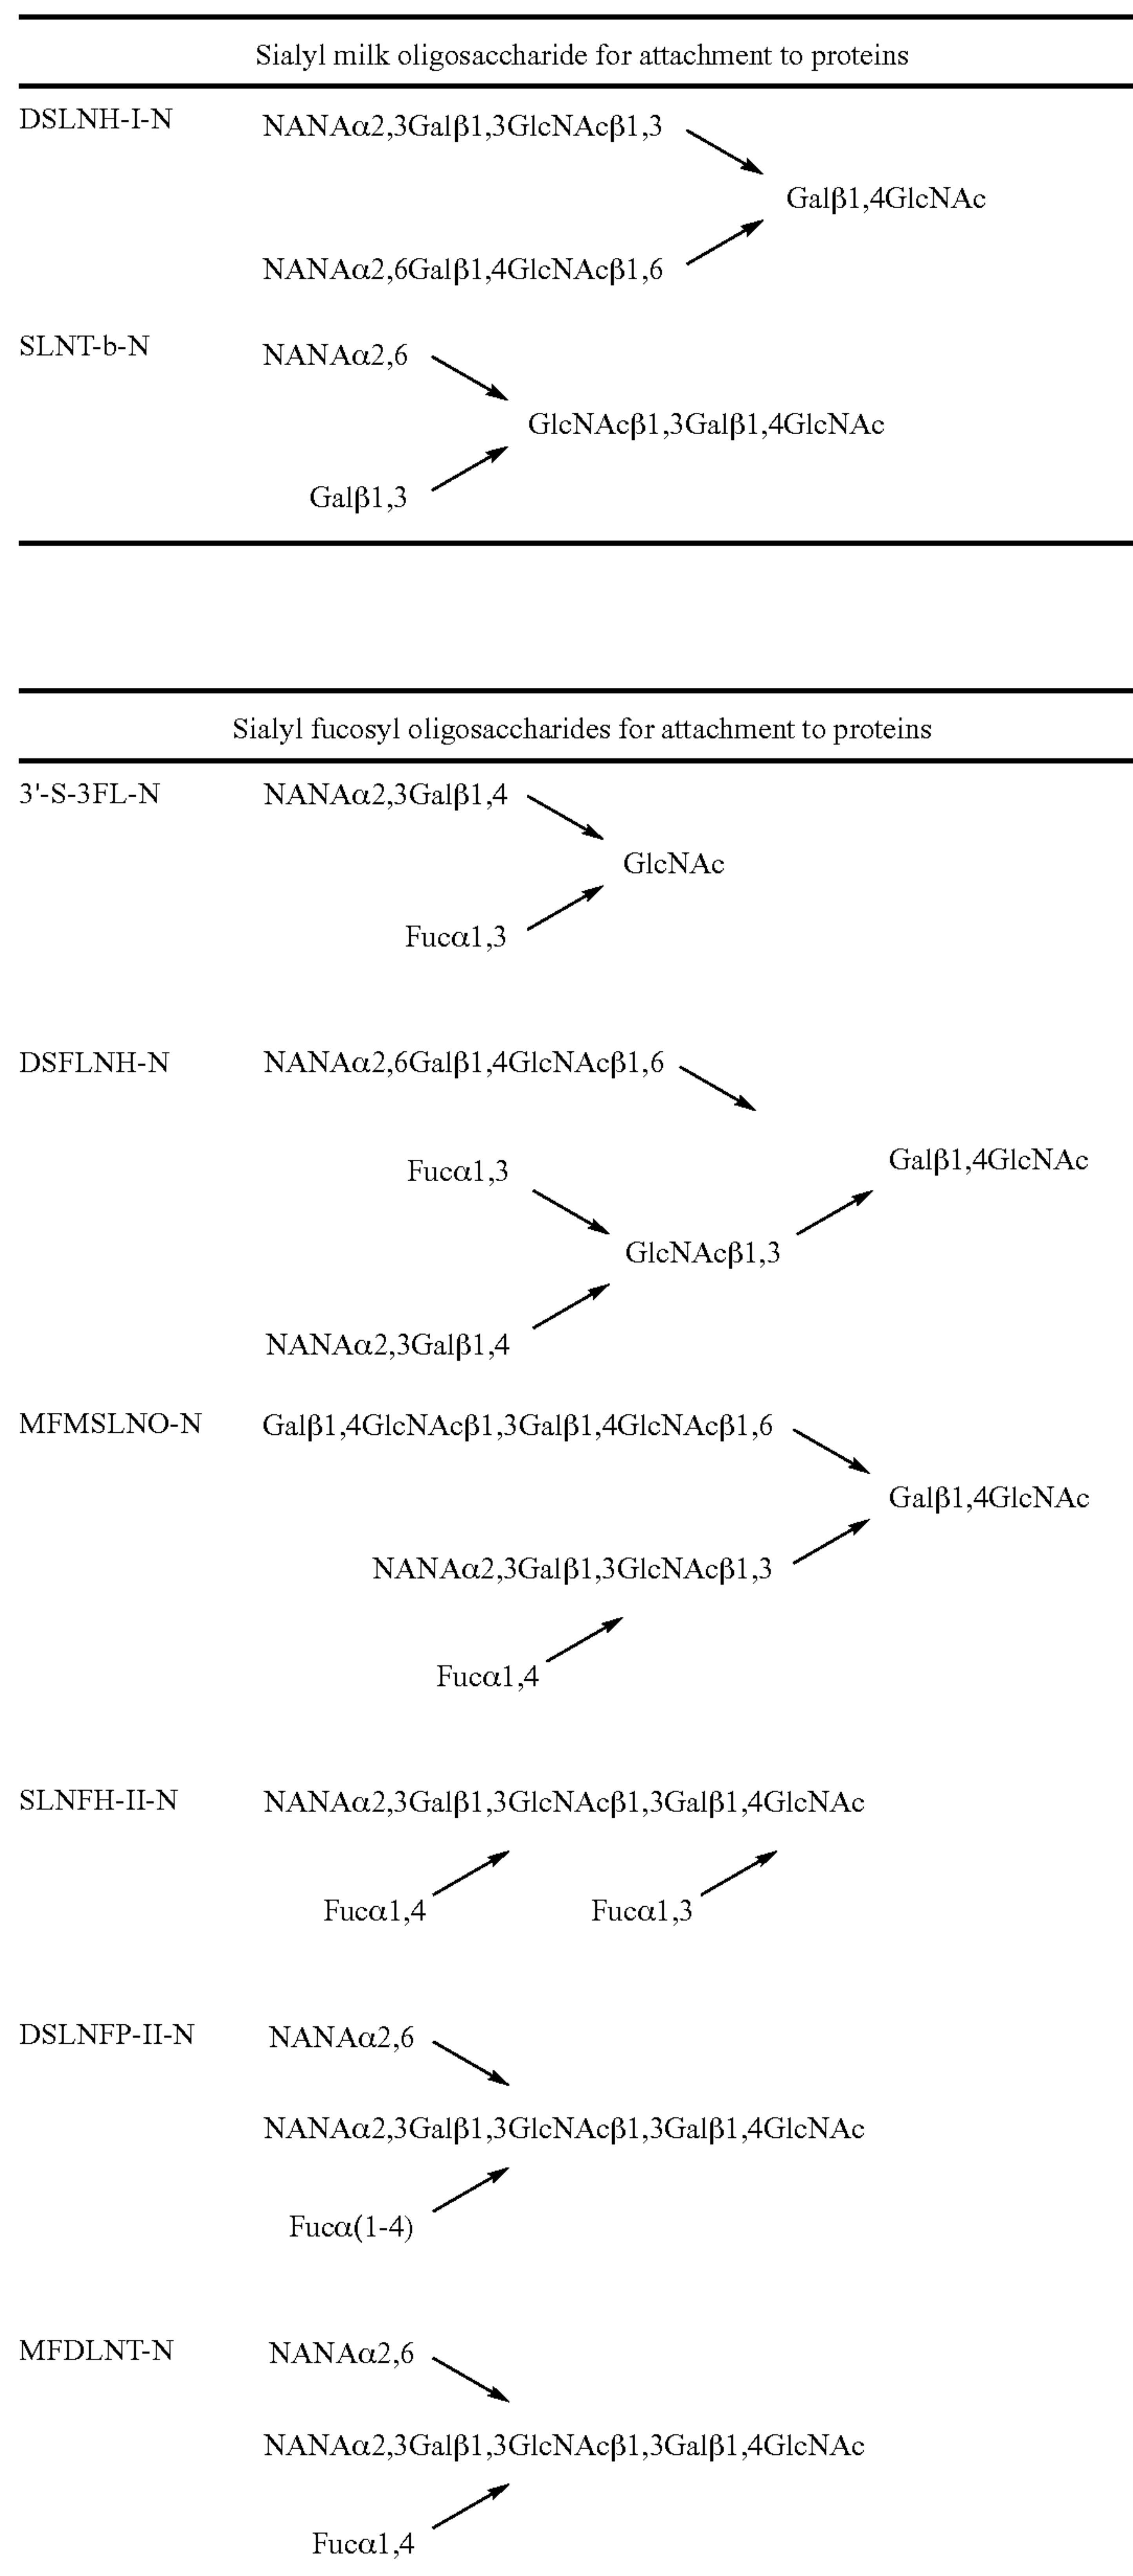 Sialyl milk oligosaccharide for attachment to proteins
DSLNH-I-N NANAα2,3Galβ1,3GlcNAcβ1,3
Galβ1,4GlcNAc
NANAα2,6Galβ1,4GlcNAcβ1,6
SLNT-b-N NANAα2,6
GlcNAcβ1,3Galβ1,4GlcNAc
Galβ1,3
Sialyl fucosyl oligosaccharides for attachment to proteins
3'-S-3FL-N NANAα2,3Galβ1,4
GlcNAc
Fucα1,3
DSFLNH-N NANAα2,6Galβ1,4GlcNAcβ1,6
Galβ1,4GlcNAc
Fucα1,3
GlcNAcβ1,3
NANAα2,3Galβ1,4
MFMSLNO-N Galβ1,4GlcNAcβ1,3Galβ1,4GlcNAcβ1,6
Galβ1,4GlcNAc
NANAα2,3Galβ1,3GlcNAcβ1,3
Fucα1,4
SLNFH-II-N NANAα2,3Galβ1,3GlcNAcβ1,3Galβ1,4GlcNAc
Fucα1,4 Fucα1,3
DSLNFP-II-N NANAα2,6
NANAα2,3Galβ1,3GlcNAcβ1,3Galβ1,4GlcNAc
Fucα(1-4)
MFDLNT-N NANAα2,6
NANAα2,3Galβ1,3GlcNAcβ1,3Galβ1,4GlcNAc
Fucα1,4